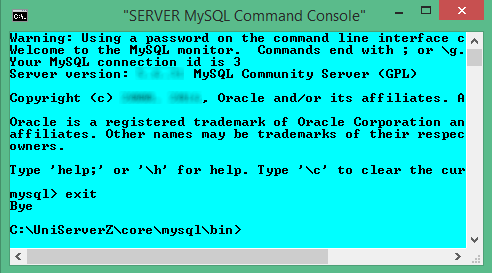 "SERVER MySQL Command Console"
Warning: Using a password on the command line interface c
Welcome to the MySQL monitor.  Commands end with ; or \g.
Your MySQL connection id is 3
Server version: MySQL Community Server (GPL)
Copyright (c) , Oracle and/or its affiliates. A
Oracle is a registered trademark of Oracle Corporation an
affiliates. Other names may be trademarks of their respec
owners.
Type 'help;' or '\h' for help. Type '\c' to clear the cur
mysql> exit
Bye
C:\UniServerZ\core\mysql\bin>